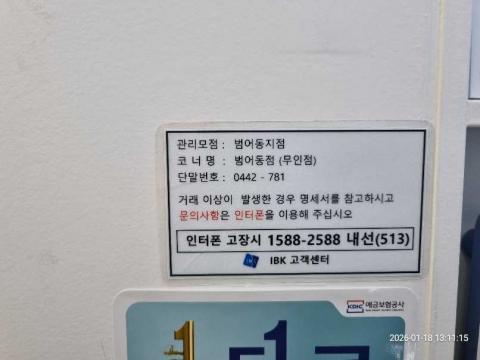 관리모점 : 범어동지점
코 너 명 : 범어동점 (무인점)
단말번호 : 0442 - 781
거래 이상이 발생한 경우 명세서를 참고하시고
문의사항은 인터폰을 이용해 주십시오
인터폰 고장시 1588-2588 내선(513)
IBK 고객센터
KDIC 예금보험공사
2026-01-18 13:11:15